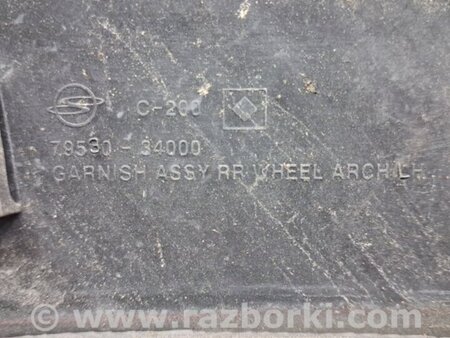 C-200
79530-34000
GARNISH ASSY RR WHEEL ARCH LH
© www.razborki.com